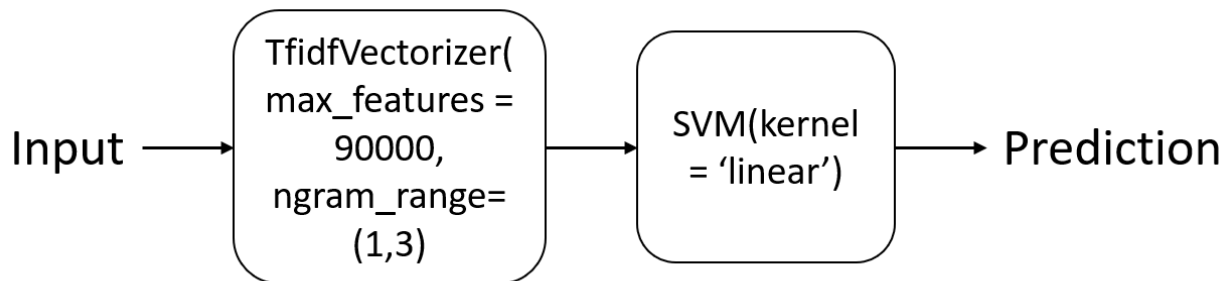 Input
TfidfVectorizer(
max_features =
90000,
ngram_range=
(1,3)
SVM(kernel
= ‘linear’)
Prediction